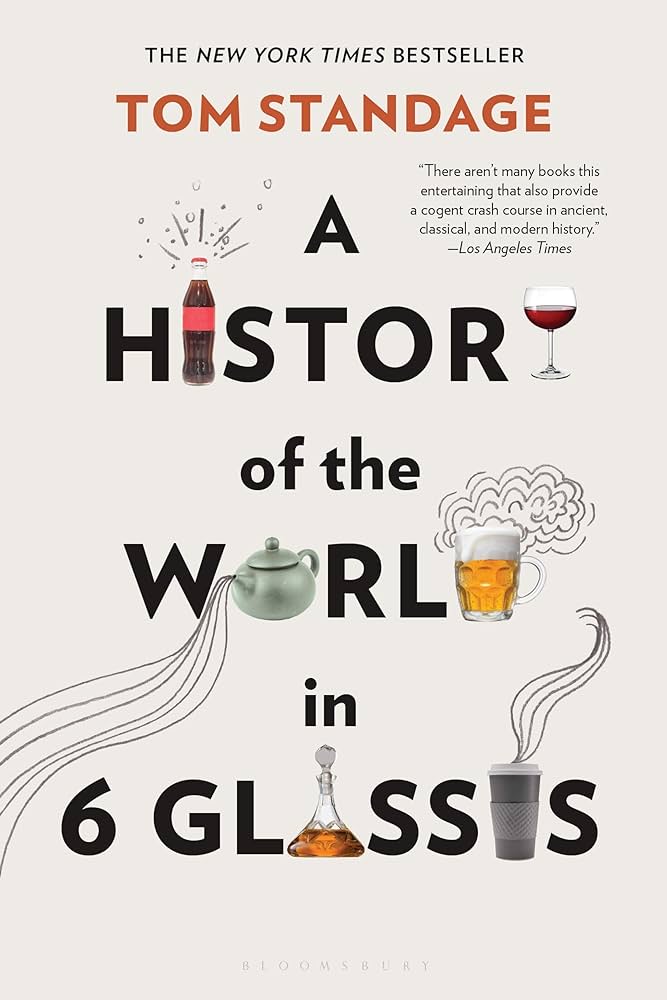 THE NEW YORK TIMES BESTSELLER
TOM STANDAGE
“There aren’t many books this
entertaining that also provide
a cogent crash course in ancient,
classical, and modern history.”
—Los Angeles Times
A
HISTORY
of the
WORLD
in
6 GLASSES
BLOOMSBURY